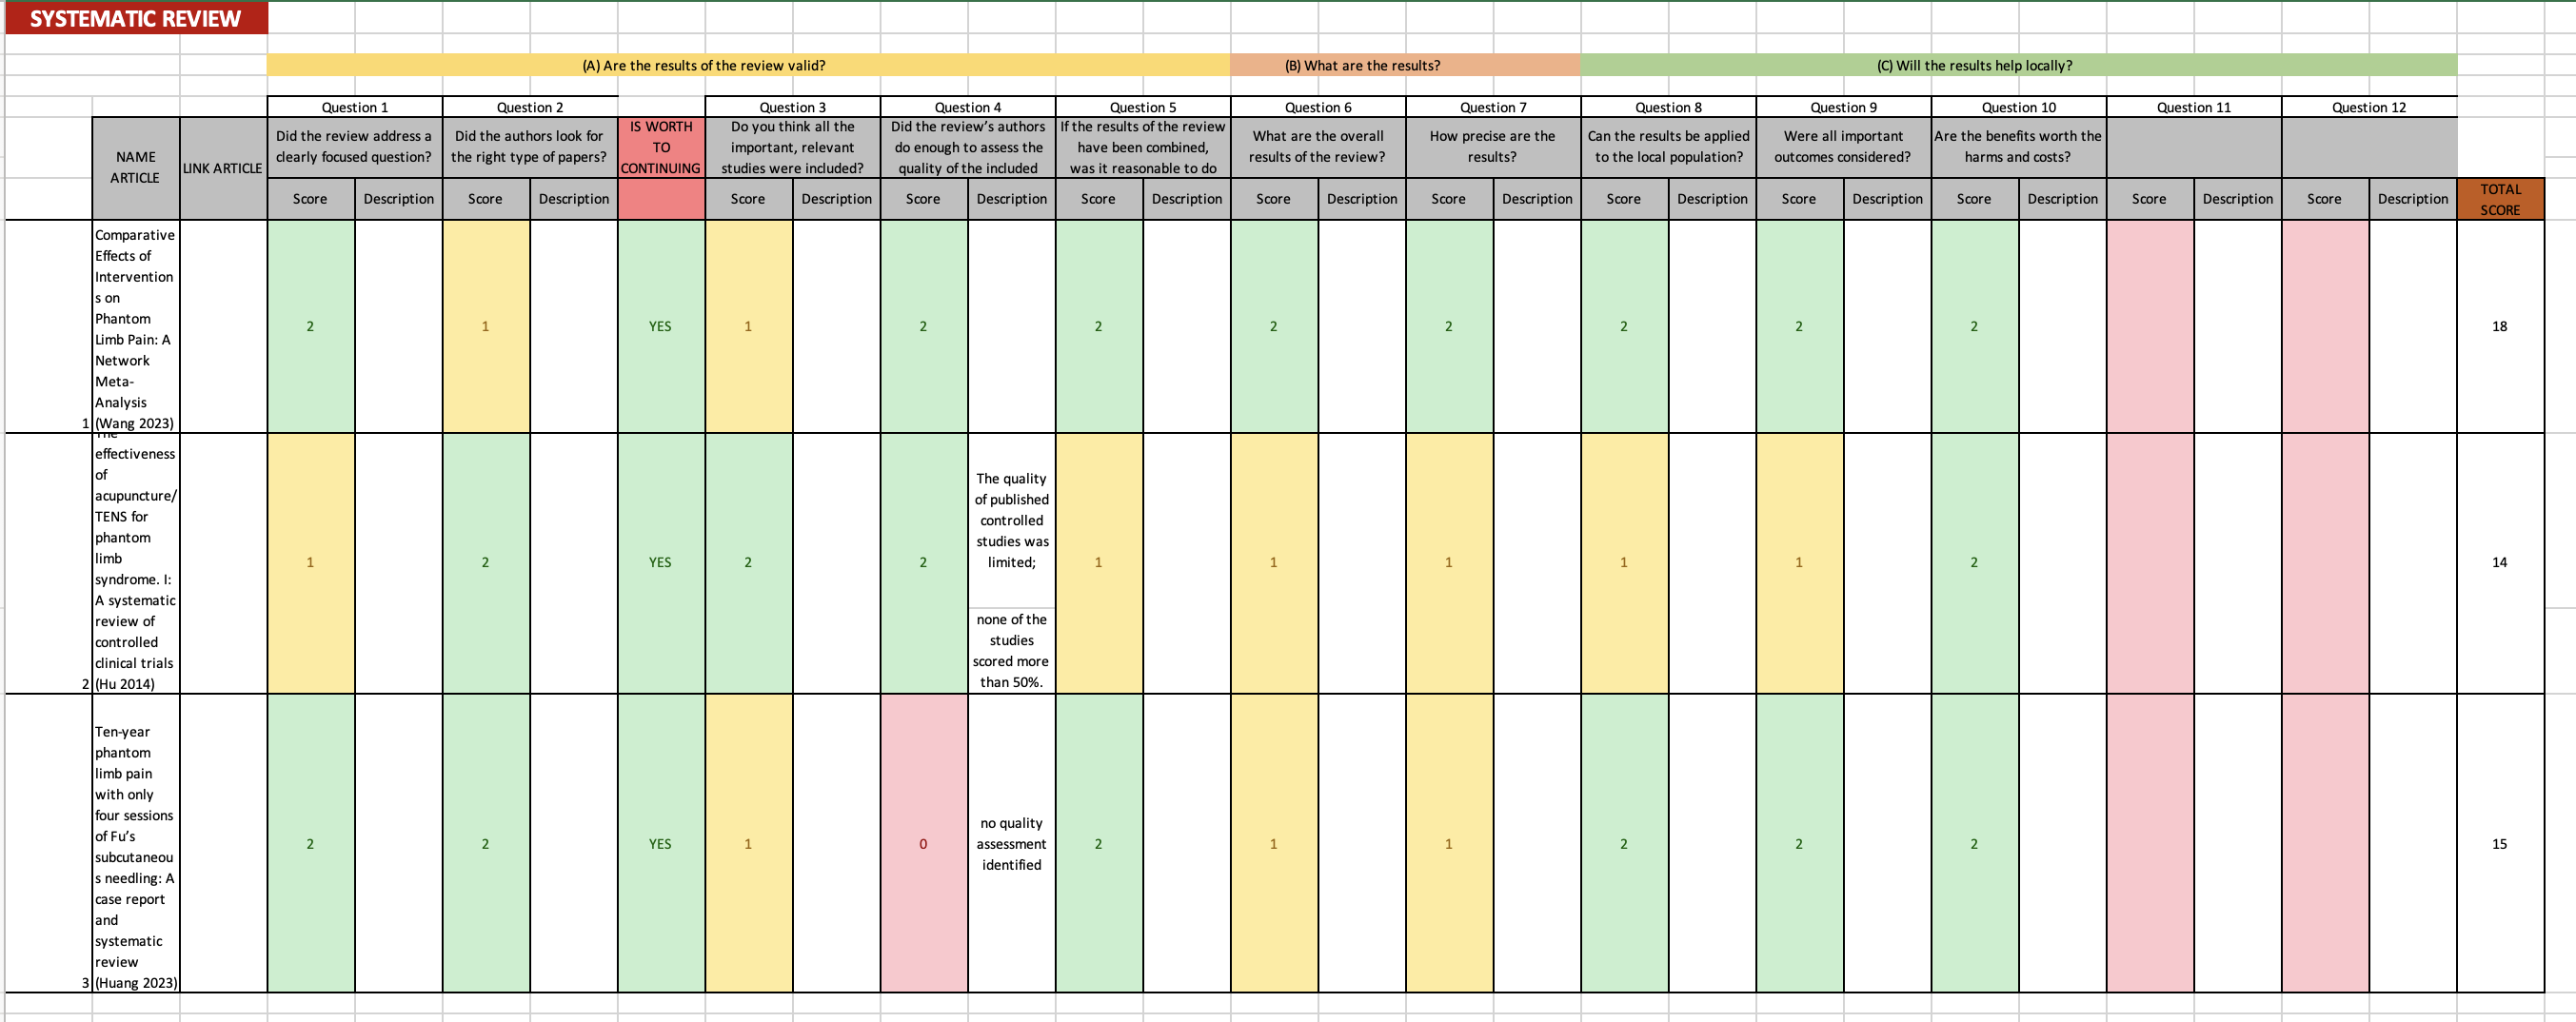 SYSTEMATIC REVIEW
(A) Are the results of the review valid?
(B) What are the results?
(C) Will the results help locally?
Question 1
Question 2
Question 3
Question 4
Question 5
Question 6
Question 7
Question 8
Question 9
Question 10
Question 11
Question 12
NAME
ARTICLE
LINK ARTICLE
Did the review address a
clearly focused question?
Did the authors look for
the right type of papers?
IS WORTH
TO
CONTINUING
Do you think all the
important, relevant
studies were included?
Did the review's authors
do enough to assess the
quality of the included
If the results of the review
have been combined,
was it reasonable to do
What are the overall
results of the review?
How precise are the
results?
Can the results be applied
to the local population?
Were all important
outcomes considered?
Are the benefits worth the
harms and costs?
Score
Description
Score
Description
Score
Description
Score
Description
Score
Description
Score
Description
Score
Description
Score
Description
Score
Description
Score
Description
Score
Description
Score
Description
TOTAL
SCORE
1
Comparative
Effects of
Intervention
s on
Phantom
Limb Pain: A
Network
Meta-
Analysis
(Wang 2023)
2
1
YES
1
2
2
2
2
2
2
2
18
2
The
effectiveness
of
acupuncture/
TENS for
phantom
limb
syndrome. I:
A systematic
review of
controlled
clinical trials
(Hu 2014)
1
2
YES
2
2
The quality
of published
controlled
studies was
limited;
none of the
studies
scored more
than 50%.
1
1
1
1
1
2
14
3
Ten-year
phantom
limb pain
with only
four sessions
of Fu's
subcutaneou
s needling: A
case report
and
systematic
review
(Huang 2023)
2
2
YES
1
0
no quality
assessment
identified
2
1
1
2
2
2
15